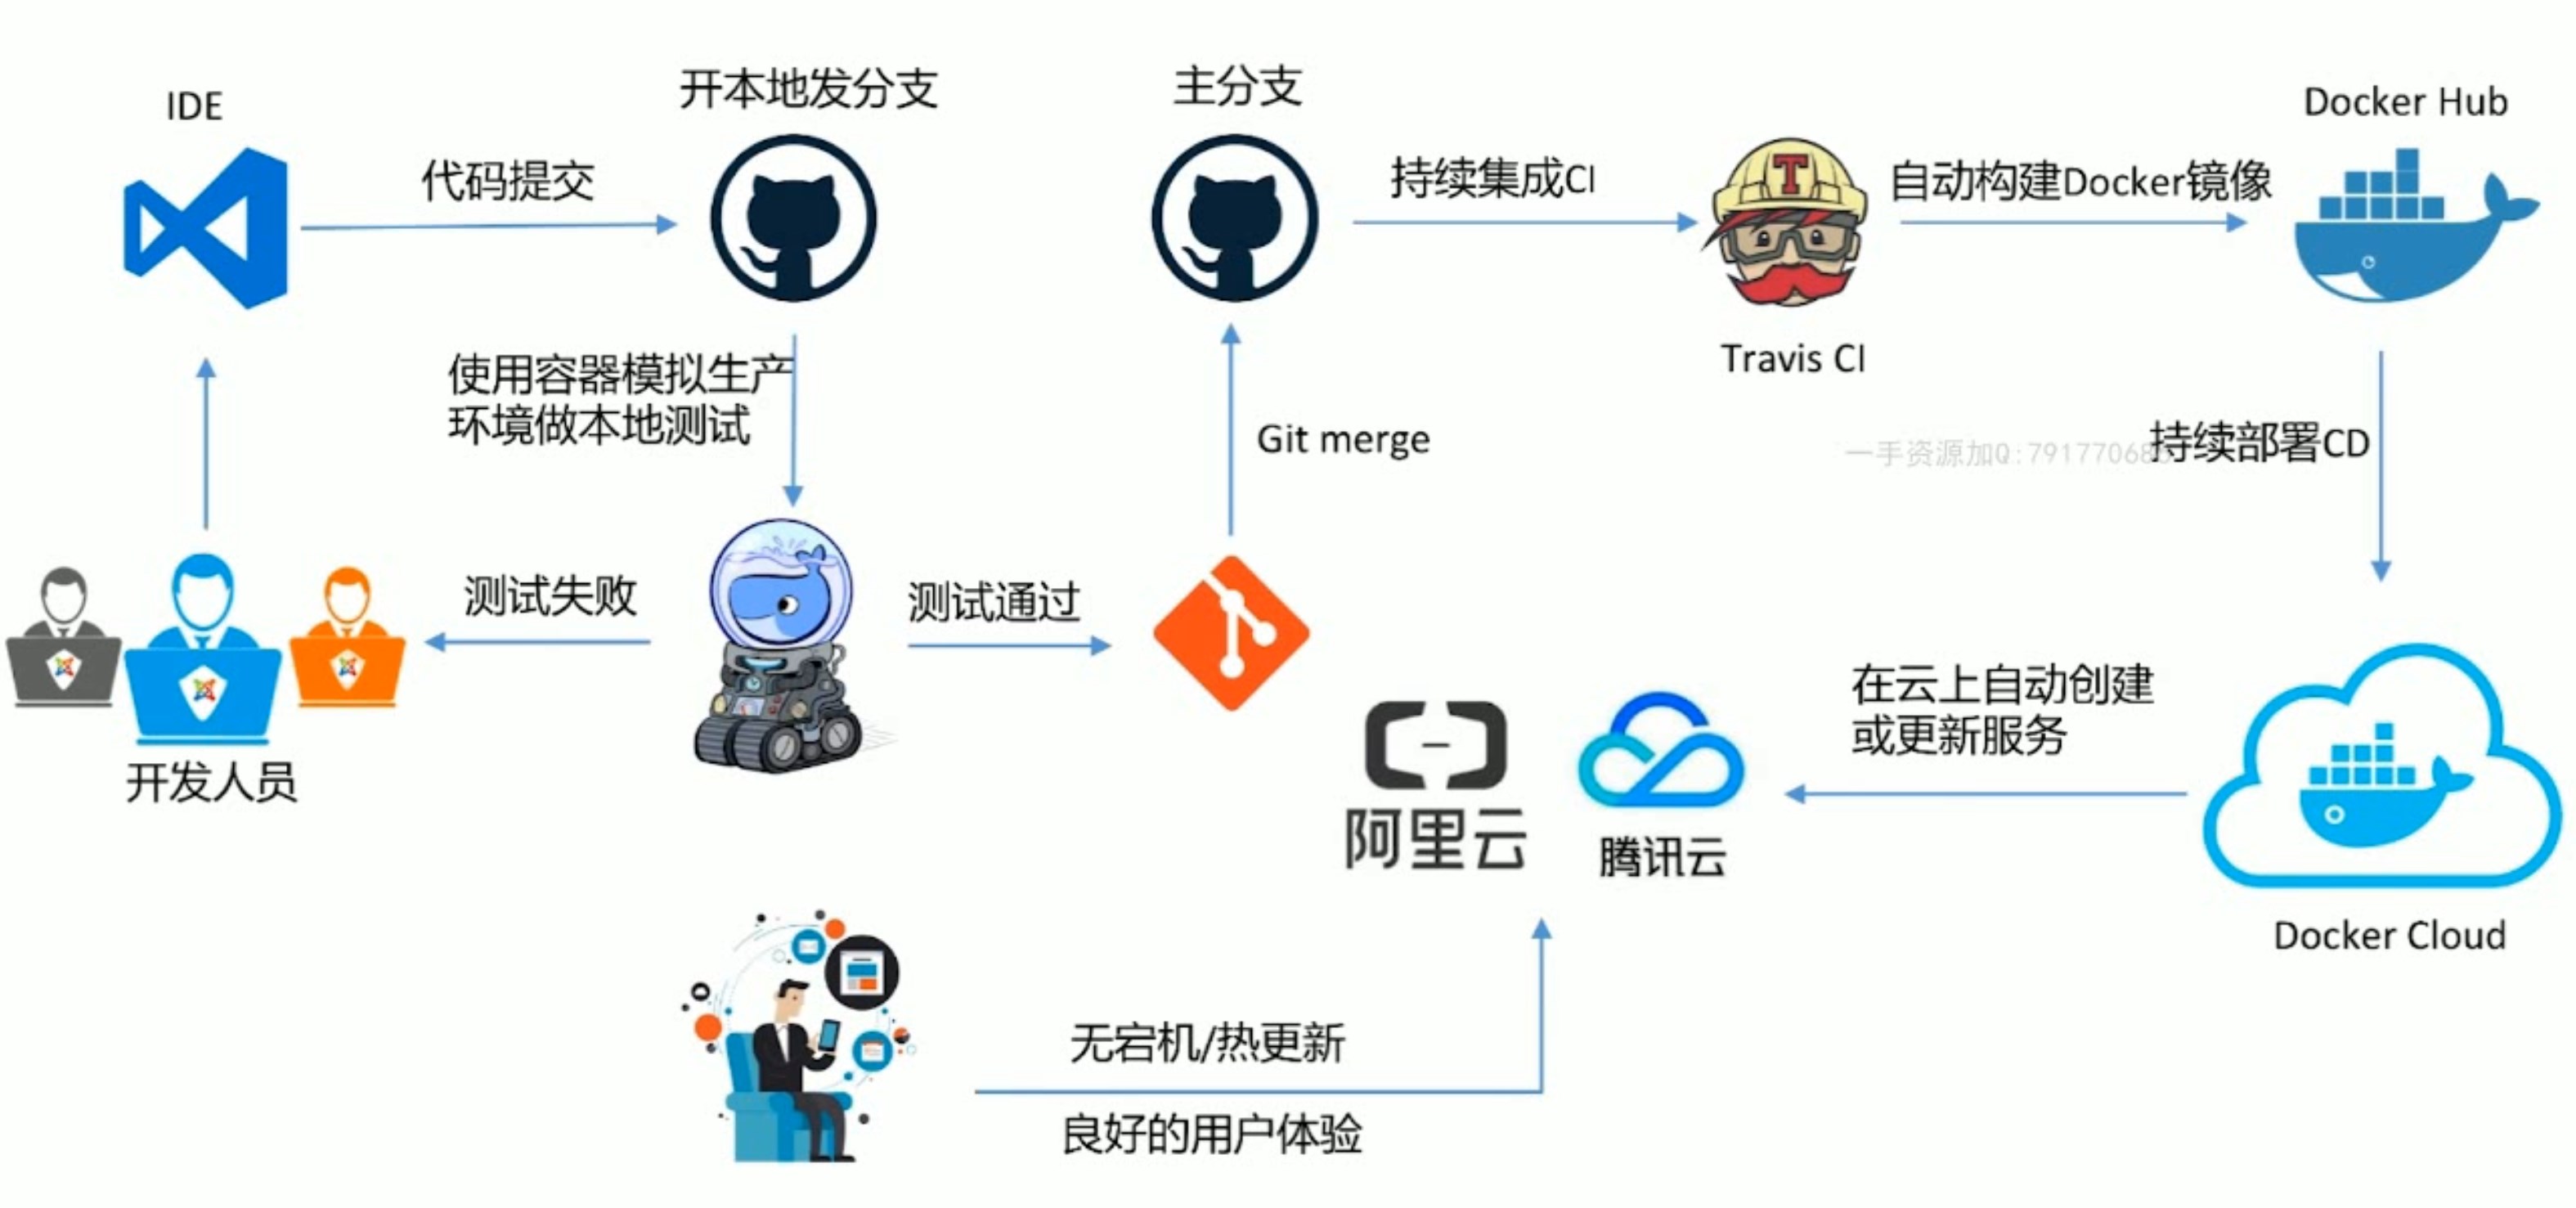 IDE
开本地发分支
主分支
Docker Hub
代码提交
持续集成CI
T
自动构建Docker镜像
Travis CI
使用容器模拟生产
环境做本地测试
Git merge
一手资源加Q:791770686
持续部署CD
测试失败
测试通过
开发人员
阿里云
腾讯云
在云上自动创建
或更新服务
Docker Cloud
无宕机/热更新
良好的用户体验